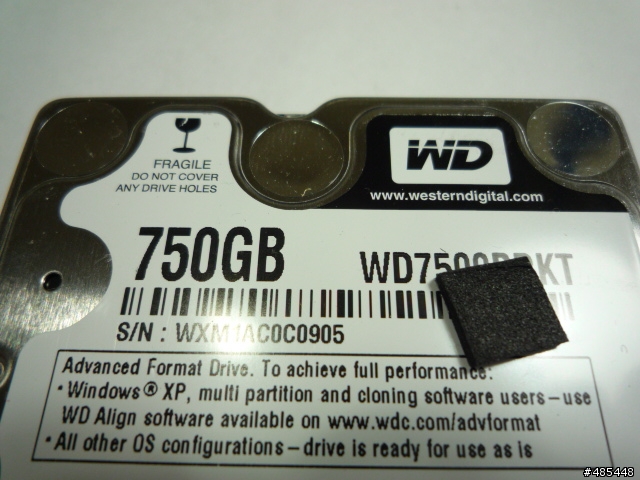 FRAGILE
DO NOT COVER
ANY DRIVE HOLES
WD
www.westerndigital.com
750GB
S/N : WXM1AC0C0905
Advanced Format Drive. To achieve full performance:
• Windows® XP, multi partition and cloning software users – use
WD Align software available on www.wdc.com/advformat
• All other OS configurations – drive is ready for use as is
#485448